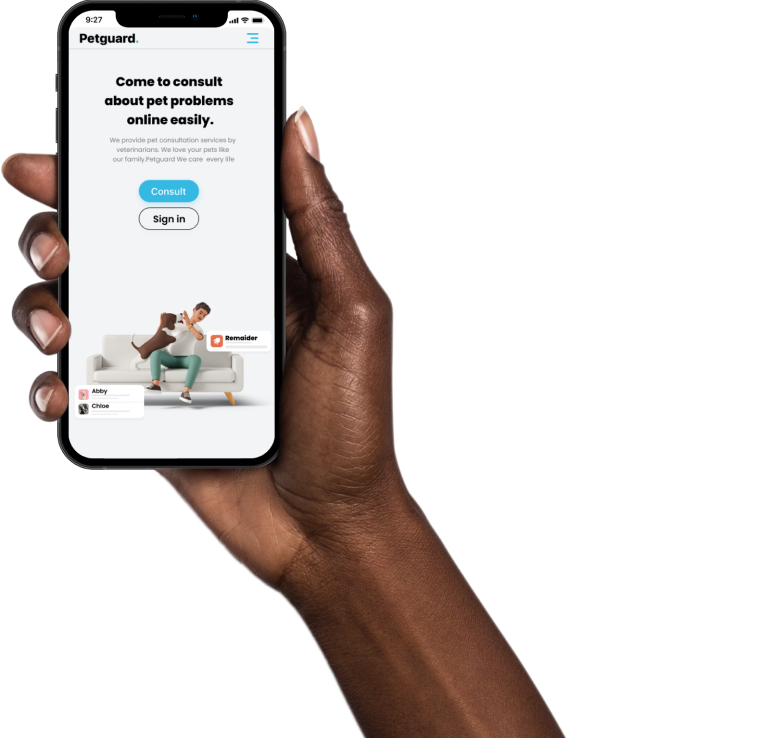 9:27
Petguard.
Come to consult
about pet problems
online easily.
We provide pet consultation services by
veterinarians. We love your pets like
our family.Petguard We care every life
Consult
Sign in
Remaider
Abby
Chloe